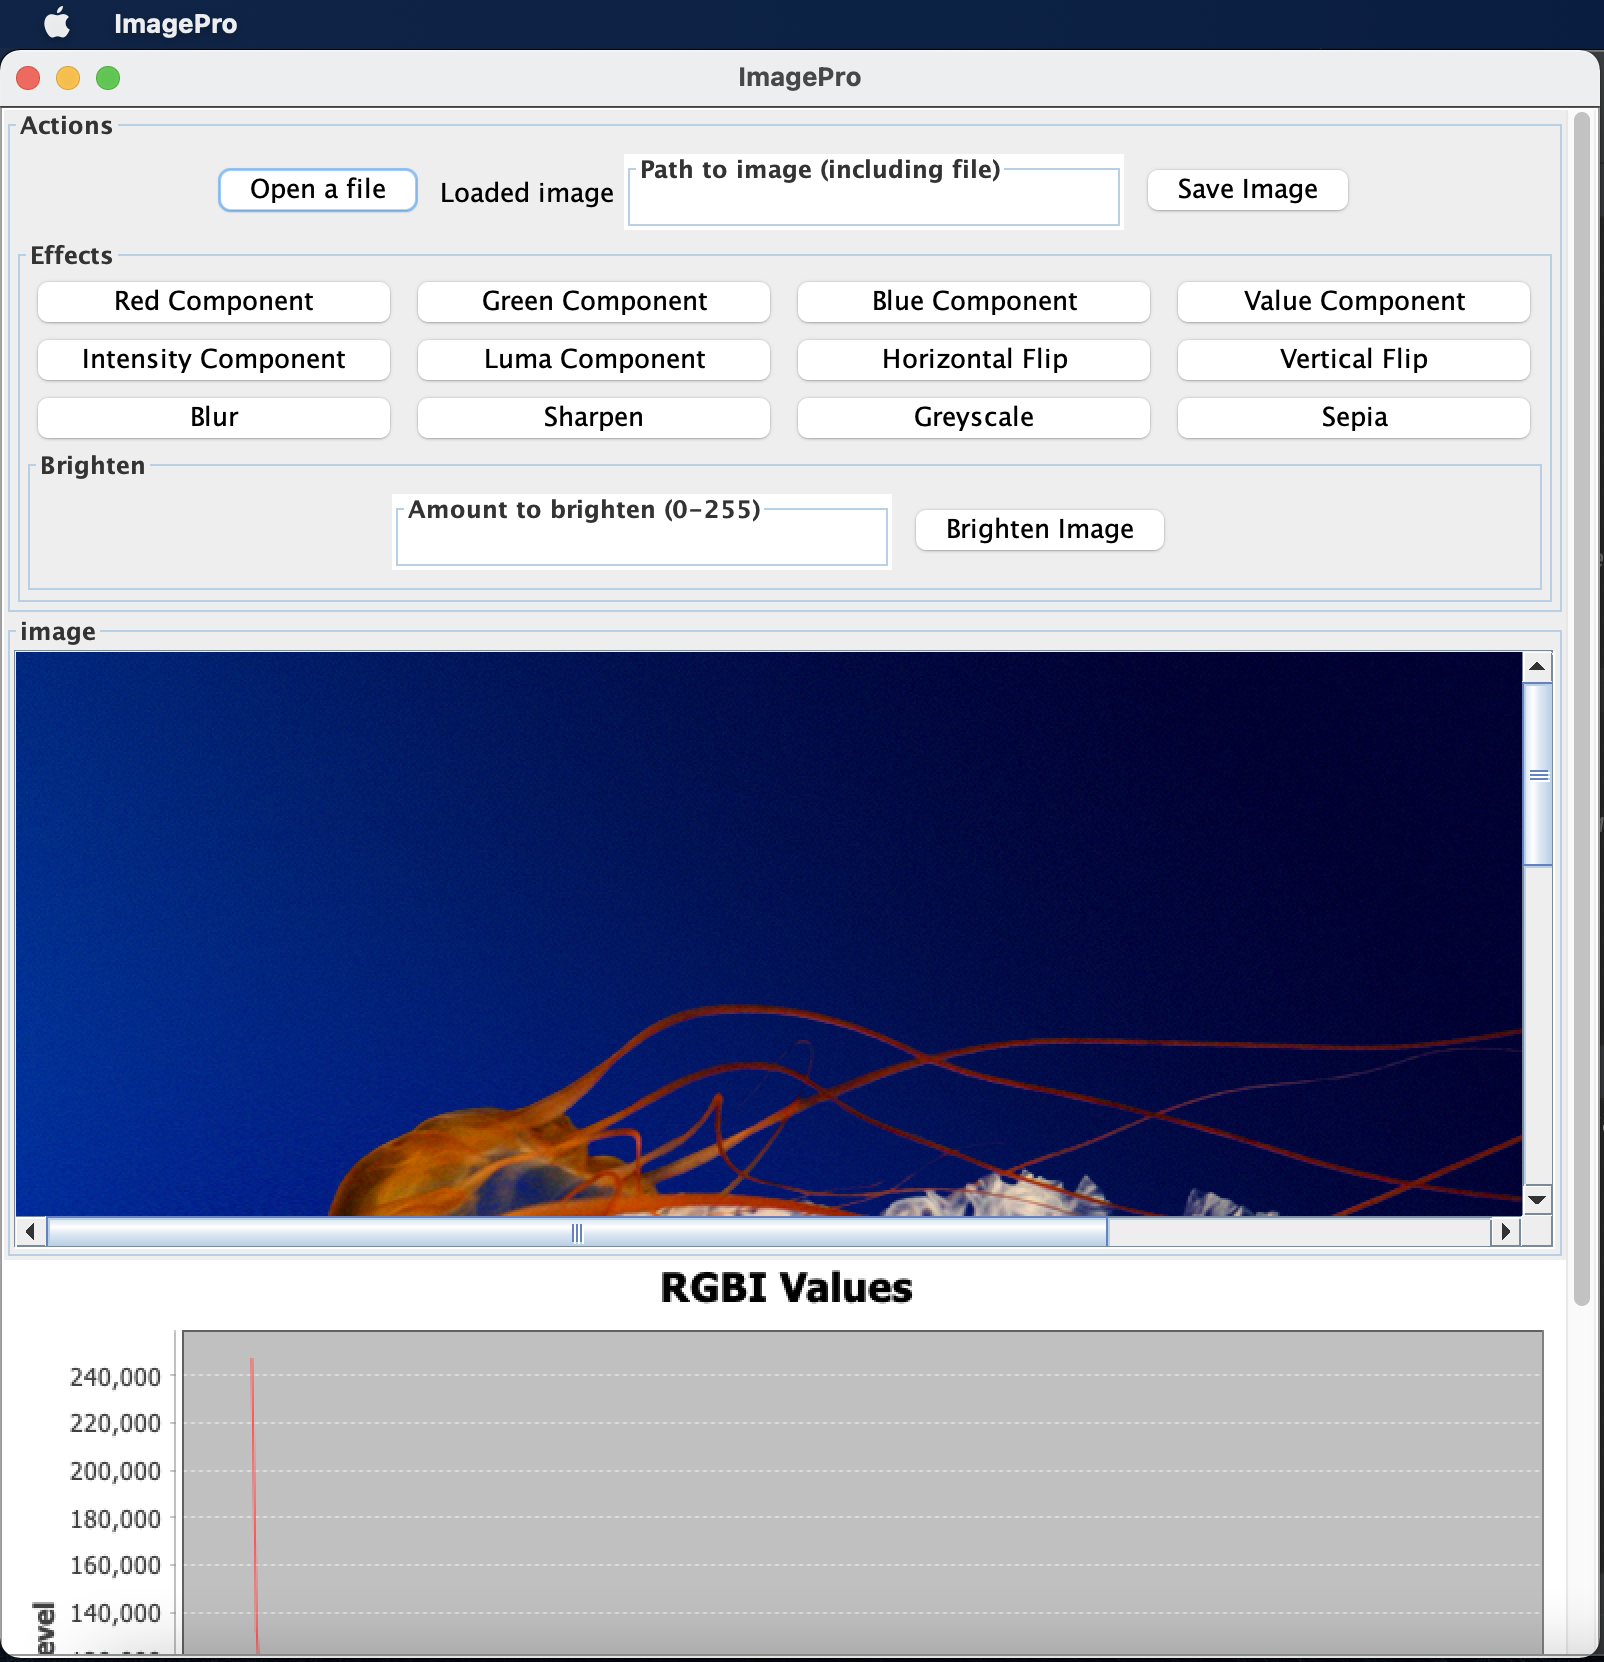 ImagePro
ImagePro
Actions
Open a file Loaded image Path to image (including file) Save Image
Effects
Red Component Green Component Blue Component Value Component
Intensity Component Luma Component Horizontal Flip Vertical Flip
Blur Sharpen Greyscale Sepia
Brighten
Amount to brighten (0-255) Brighten Image
image
RGBI Values
240,000
220,000
200,000
180,000
160,000
140,000